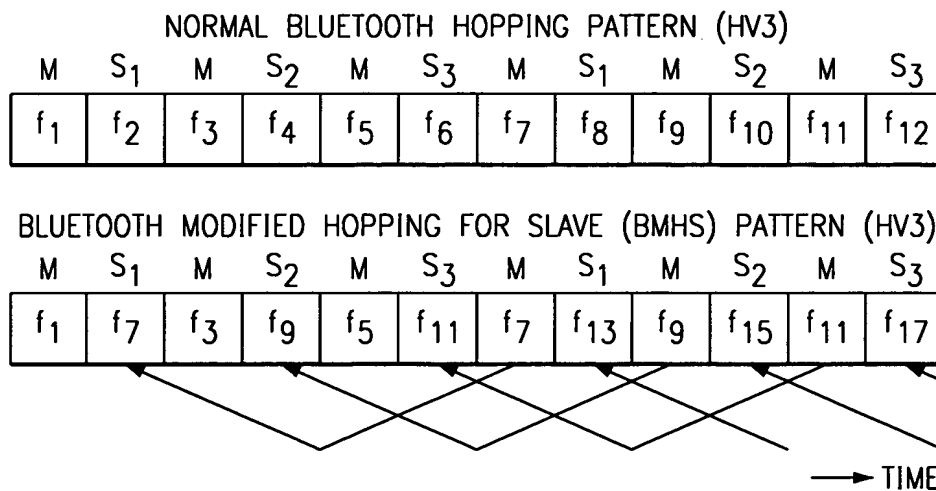 NORMAL BLUETOOTH HOPPING PATTERN (HV3)
M S1 M S2 M S3 M S1 M S2 M S3
f1 f2 f3 f4 f5 f6 f7 f8 f9 f10 f11 f12
BLUETOOTH MODIFIED HOPPING FOR SLAVE (BMHS) PATTERN (HV3)
M S1 M S2 M S3 M S1 M S2 M S3
f1 f7 f3 f9 f5 f11 f7 f13 f9 f15 f11 f17
TIME